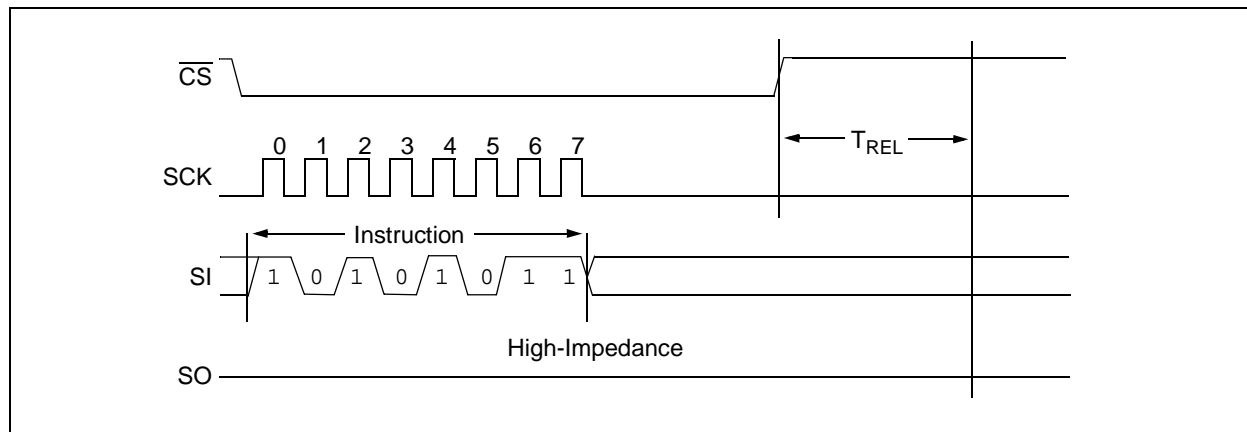 CS
T_REL
0 1 2 3 4 5 6 7
SCK
Instruction
SI 1 0 1 0 1 0 1 1
High-Impedance
SO